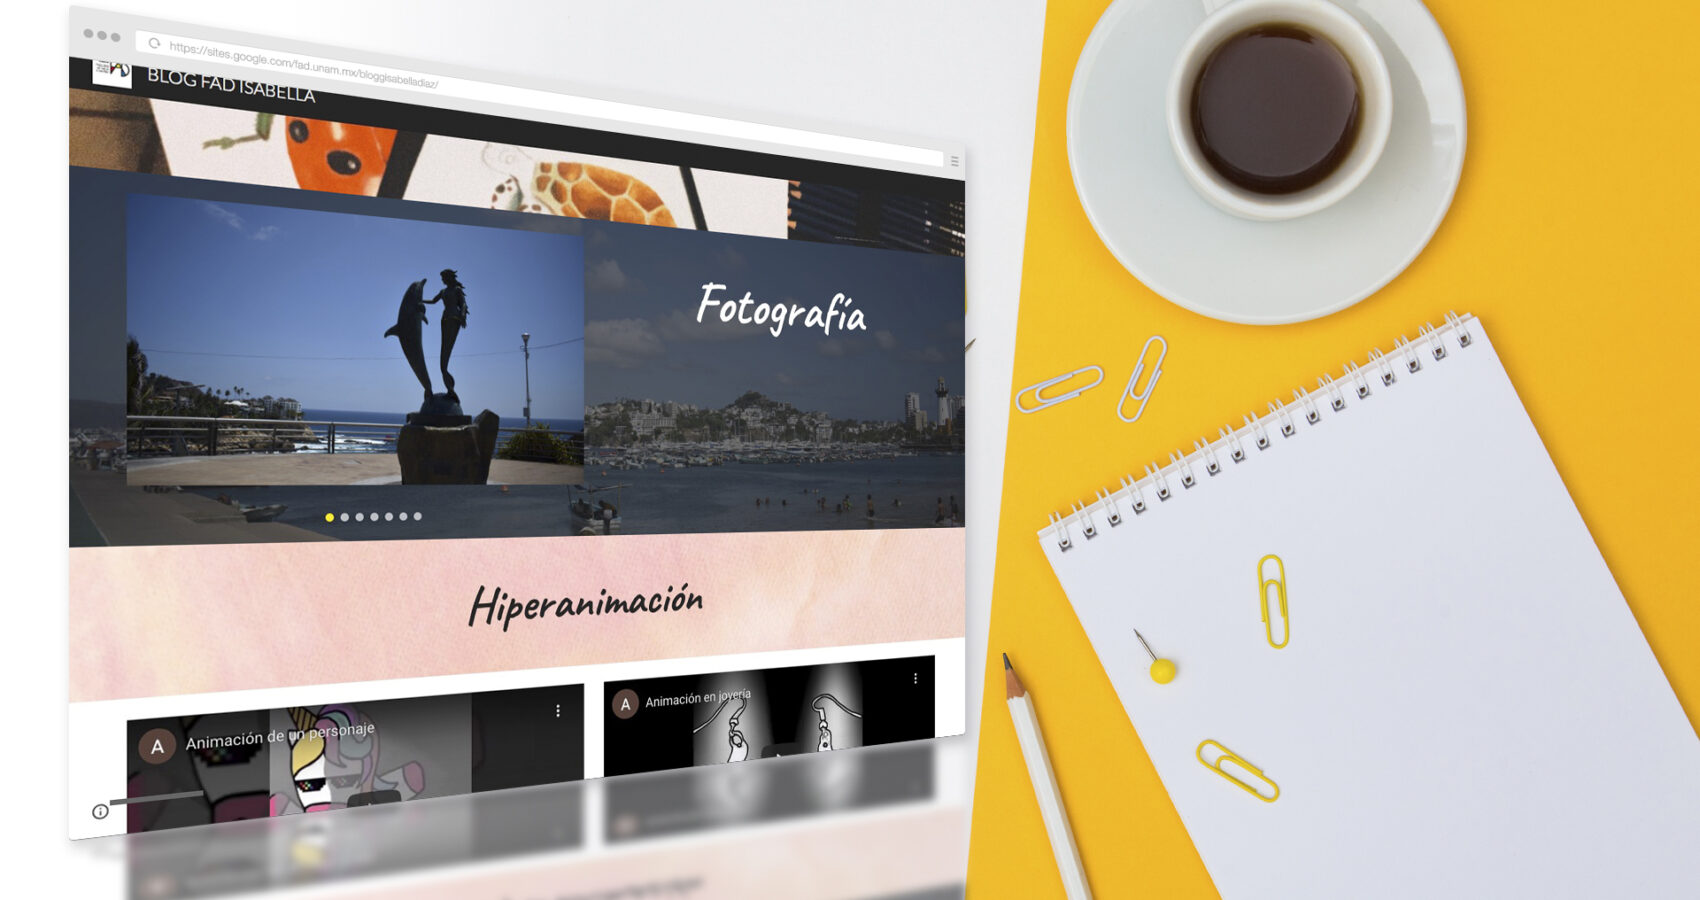 https://sites.google.com/fad.unam.mx/bloggisabelladiaz/
BLOG FAD ISABELLA
Fotografía
Hiperanimación
A Animación de un personaje
A Animación en joyería